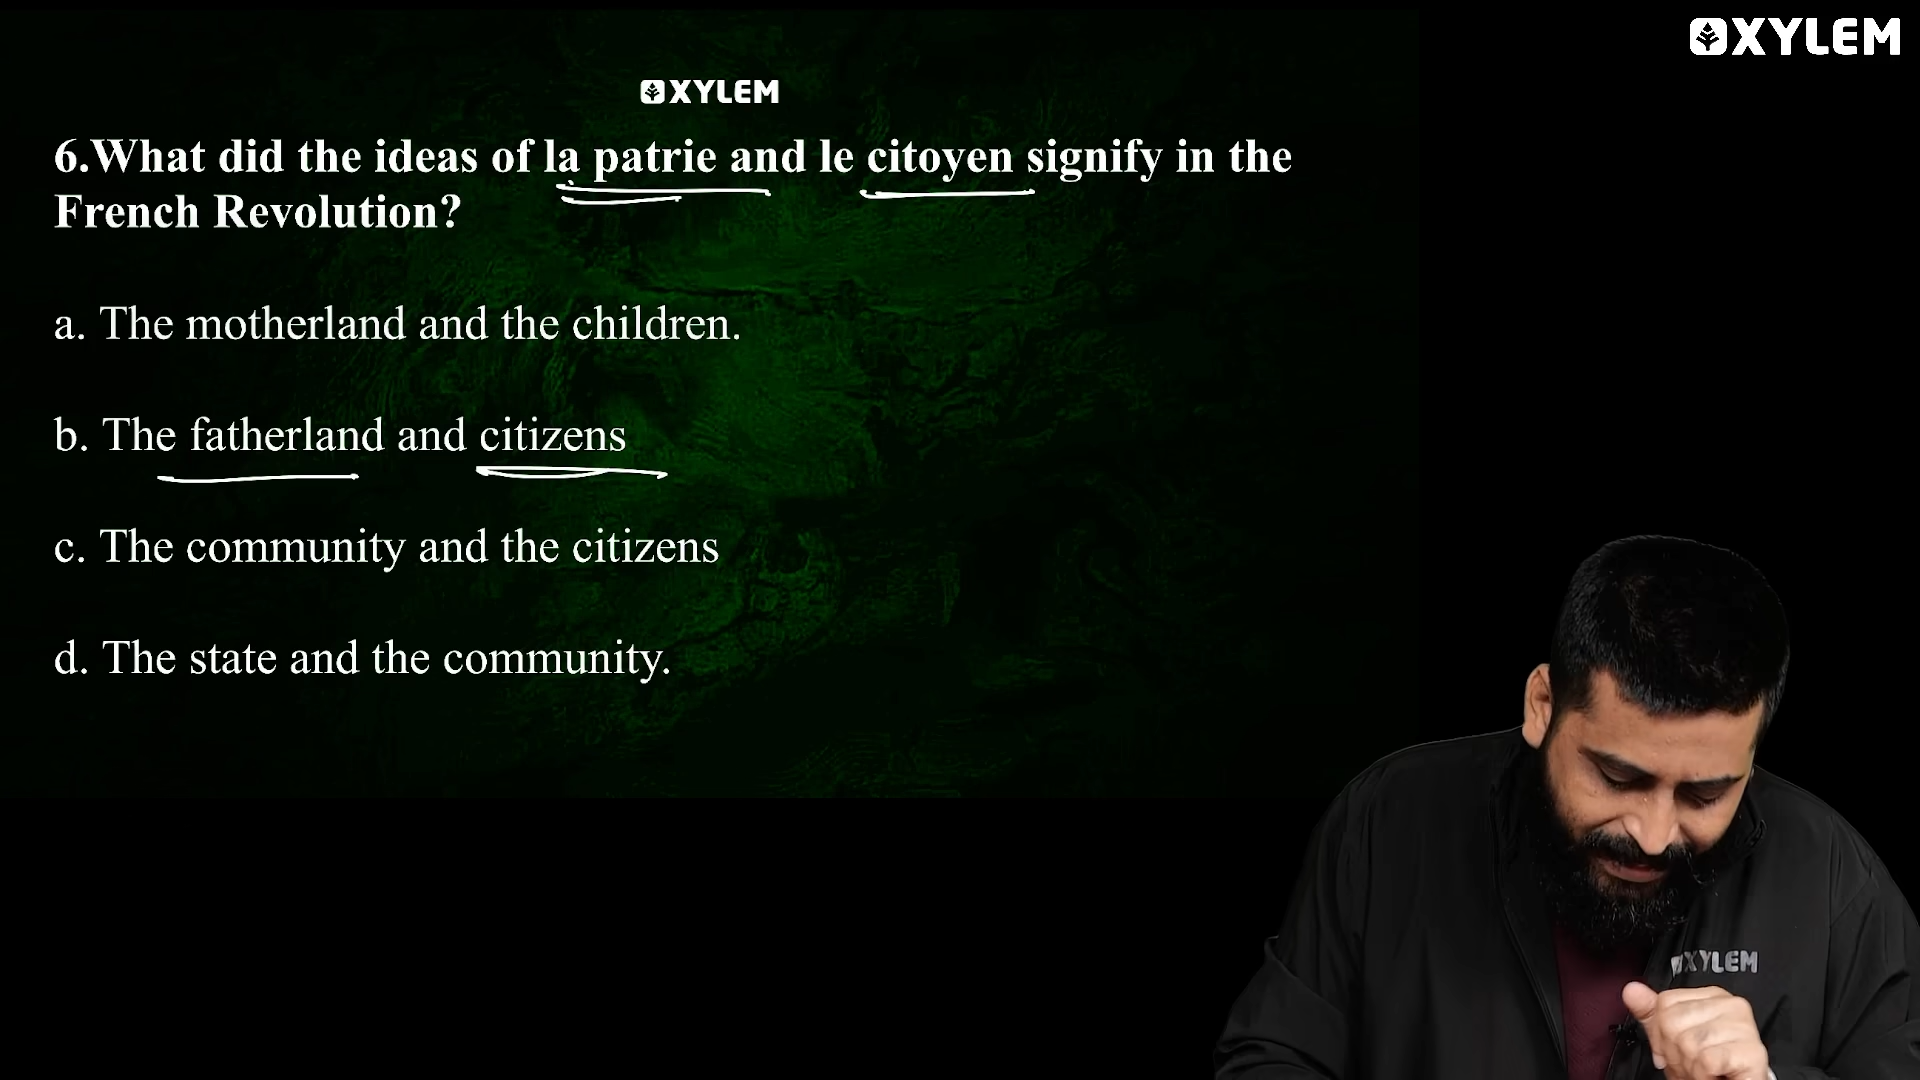 XYLEM
XYLEM
6.What did the ideas of la patrie and le citoyen signify in the
French Revolution?
a. The motherland and the children.
b. The fatherland and citizens
c. The community and the citizens
d. The state and the community.
XYLEM